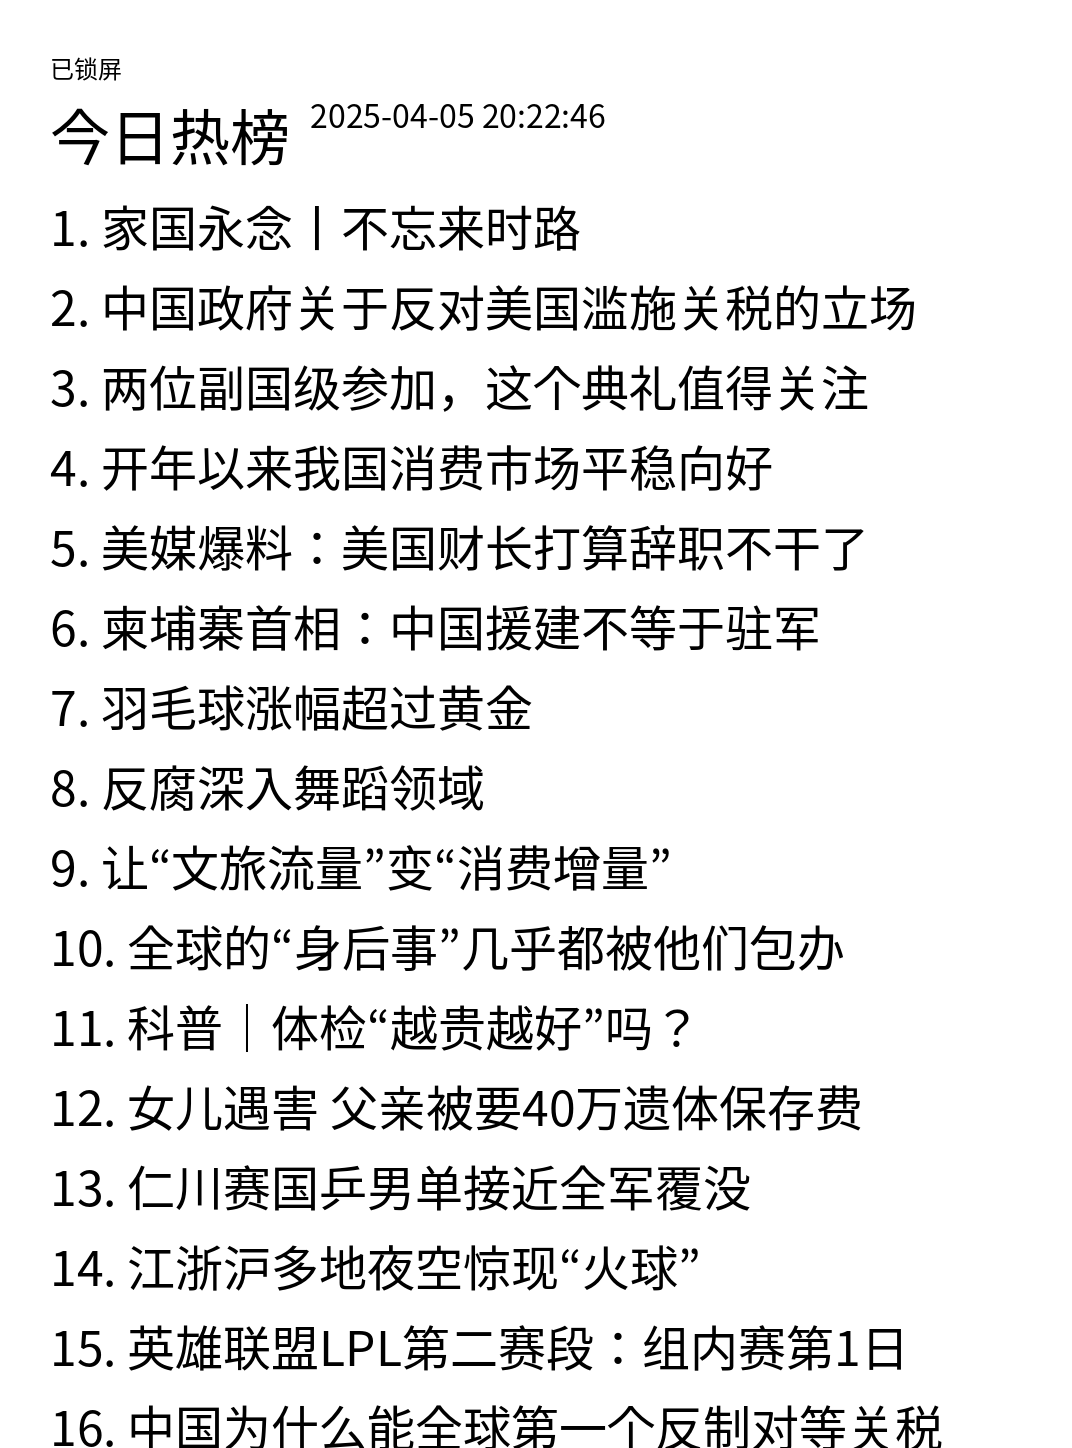 已锁屏
今日热榜 2025-04-05 20:22:46
1. 家国永念丨不忘来时路
2. 中国政府关于反对美国滥施关税的立场
3. 两位副国级参加，这个典礼值得关注
4. 开年以来我国消费市场平稳向好
5. 美媒爆料：美国财长打算辞职不干了
6. 柬埔寨首相：中国援建不等于驻军
7. 羽毛球涨幅超过黄金
8. 反腐深入舞蹈领域
9. 让“文旅流量”变“消费增量”
10. 全球的“身后事”几乎都被他们包办
11. 科普｜体检“越贵越好”吗？
12. 女儿遇害 父亲被要40万遗体保存费
13. 仁川赛国乒男单接近全军覆没
14. 江浙沪多地夜空惊现“火球”
15. 英雄联盟LPL第二赛段：组内赛第1日
16. 中国为什么能全球第一个反制对等关税